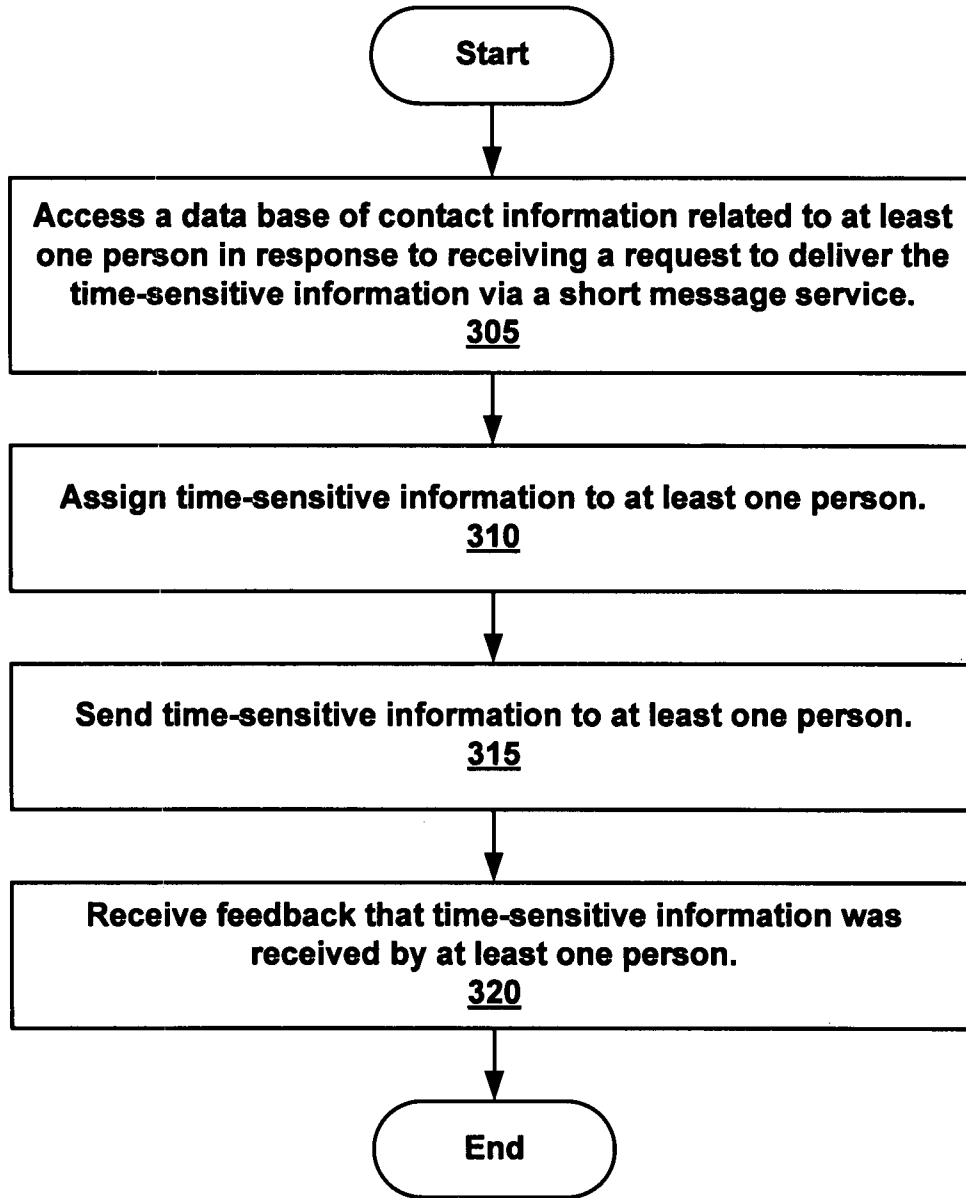 Start
Access a data base of contact information related to at least
one person in response to receiving a request to deliver the
time-sensitive information via a short message service.
305
Assign time-sensitive information to at least one person.
310
Send time-sensitive information to at least one person.
315
Receive feedback that time-sensitive information was
received by at least one person.
320
End